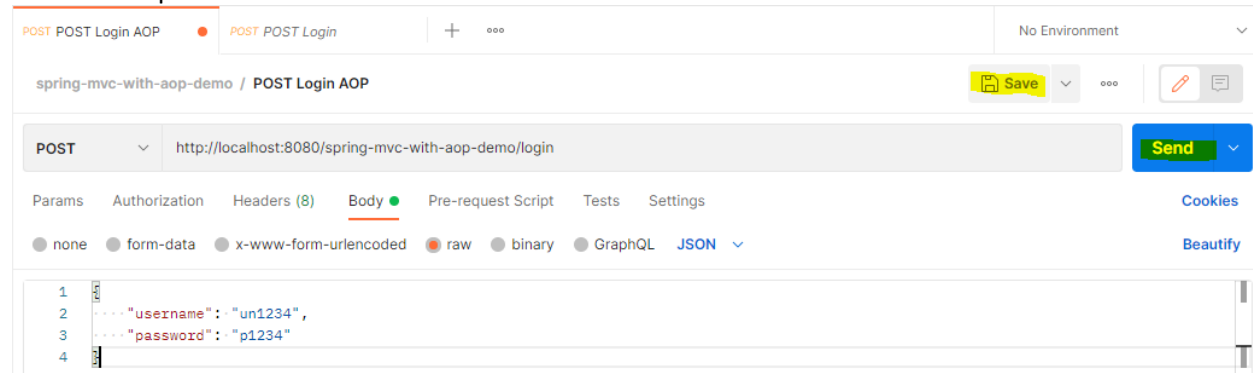 POST POST Login AOP POST POST Login No Environment
spring-mvc-with-aop-demo / POST Login AOP Save
POST http://localhost:8080/spring-mvc-with-aop-demo/login Send
Params Authorization Headers (8) Body Pre-request Script Tests Settings Cookies
none form-data x-www-form-urlencoded raw binary GraphQL JSON Beautify
1 {
2 "username": "un1234",
3 "password": "p1234"
4 }